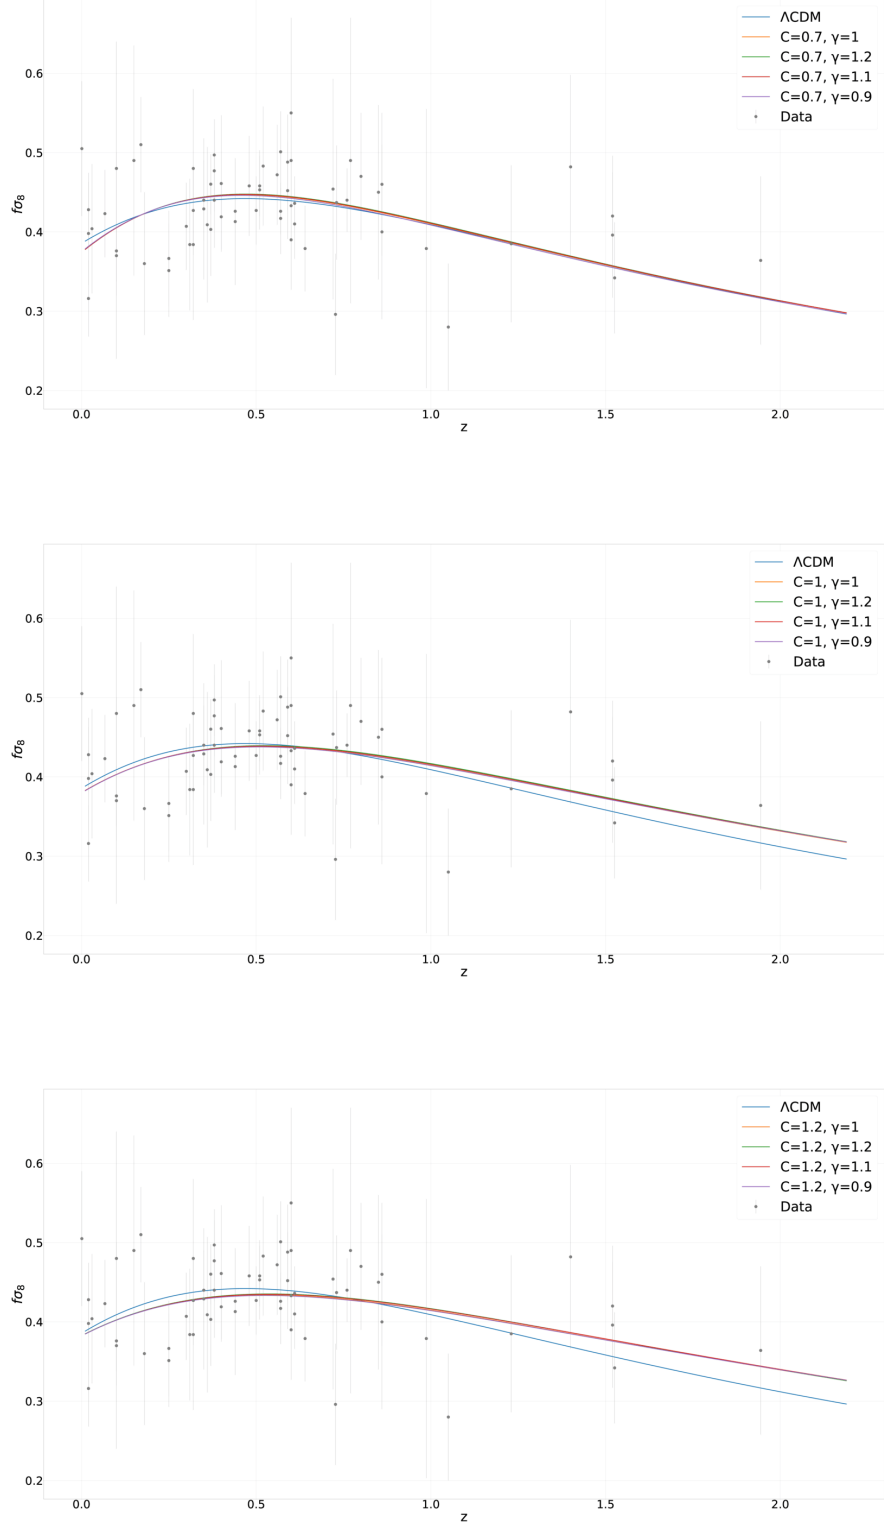 ΛCDM
C=0.7, γ=1
C=0.7, γ=1.2
C=0.7, γ=1.1
C=0.7, γ=0.9
Data
0.6
0.5
0.4
0.3
0.2
fσ8
0.0 0.5 1.0 1.5 2.0
z
ΛCDM
C=1, γ=1
C=1, γ=1.2
C=1, γ=1.1
C=1, γ=0.9
Data
0.6
0.5
0.4
0.3
0.2
fσ8
0.0 0.5 1.0 1.5 2.0
z
ΛCDM
C=1.2, γ=1
C=1.2, γ=1.2
C=1.2, γ=1.1
C=1.2, γ=0.9
Data
0.6
0.5
0.4
0.3
0.2
fσ8
0.0 0.5 1.0 1.5 2.0
z